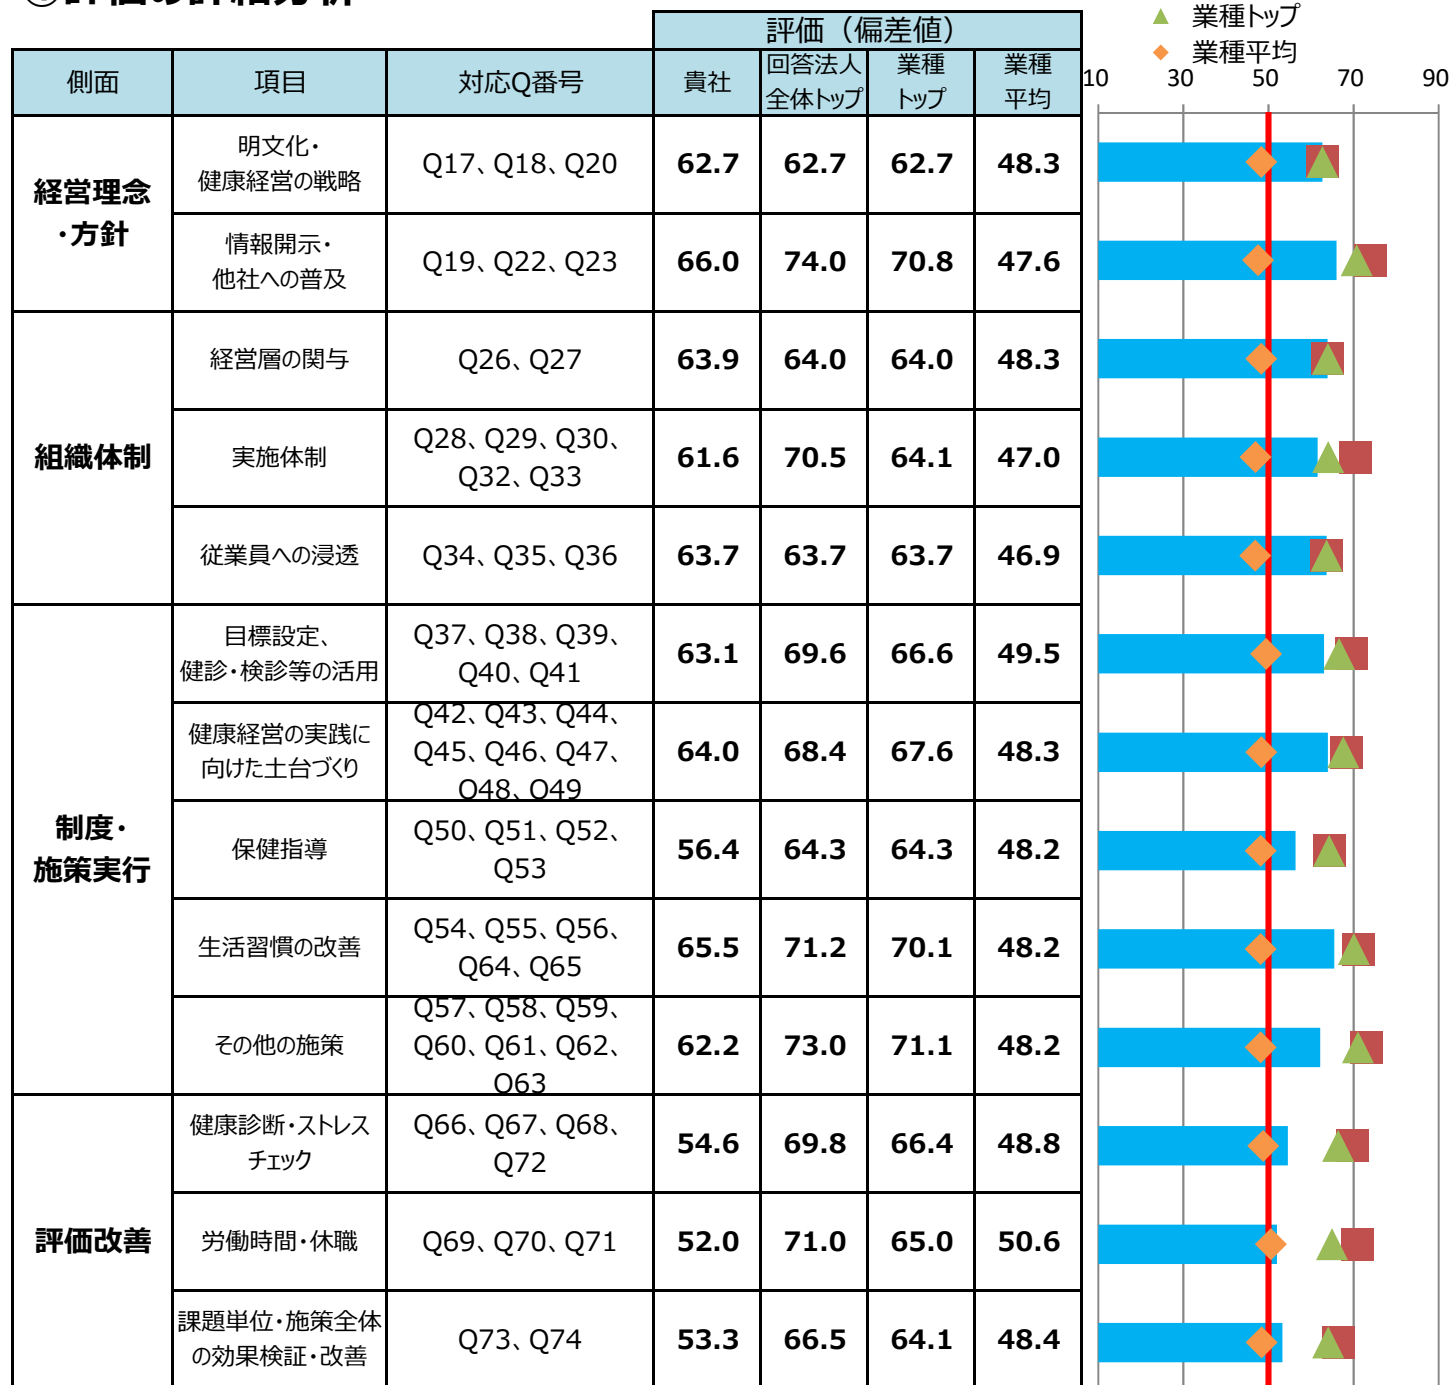 評価の詳細分析
▲ 業種トップ
◆ 業種平均
評価（偏差値）
側面 項目 対応Q番号 貴社 回答法人全体トップ 業種トップ 業種平均
10 30 50 70 90
経営理念・方針
明文化・
健康経営の戦略
Q17、Q18、Q20
62.7 62.7 62.7 48.3
情報開示・
他社への普及
Q19、Q22、Q23
66.0 74.0 70.8 47.6
組織体制
経営層の関与
Q26、Q27
63.9 64.0 64.0 48.3
実施体制
Q28、Q29、Q30、
Q32、Q33
61.6 70.5 64.1 47.0
従業員への浸透
Q34、Q35、Q36
63.7 63.7 63.7 46.9
制度・
施策実行
目標設定、
健診・検診等の活用
Q37、Q38、Q39、
Q40、Q41
63.1 69.6 66.6 49.5
健康経営の実践に
向けた土台づくり
Q42、Q43、Q44、
Q45、Q46、Q47、
Q48、Q49
64.0 68.4 67.6 48.3
保健指導
Q50、Q51、Q52、
Q53
56.4 64.3 64.3 48.2
生活習慣の改善
Q54、Q55、Q56、
Q64、Q65
65.5 71.2 70.1 48.2
その他の施策
Q57、Q58、Q59、
Q60、Q61、Q62、
Q63
62.2 73.0 71.1 48.2
評価改善
健康診断・ストレス
チェック
Q66、Q67、Q68、
Q72
54.6 69.8 66.4 48.8
労働時間・休職
Q69、Q70、Q71
52.0 71.0 65.0 50.6
課題単位・施策全体
の効果検証・改善
Q73、Q74
53.3 66.5 64.1 48.4